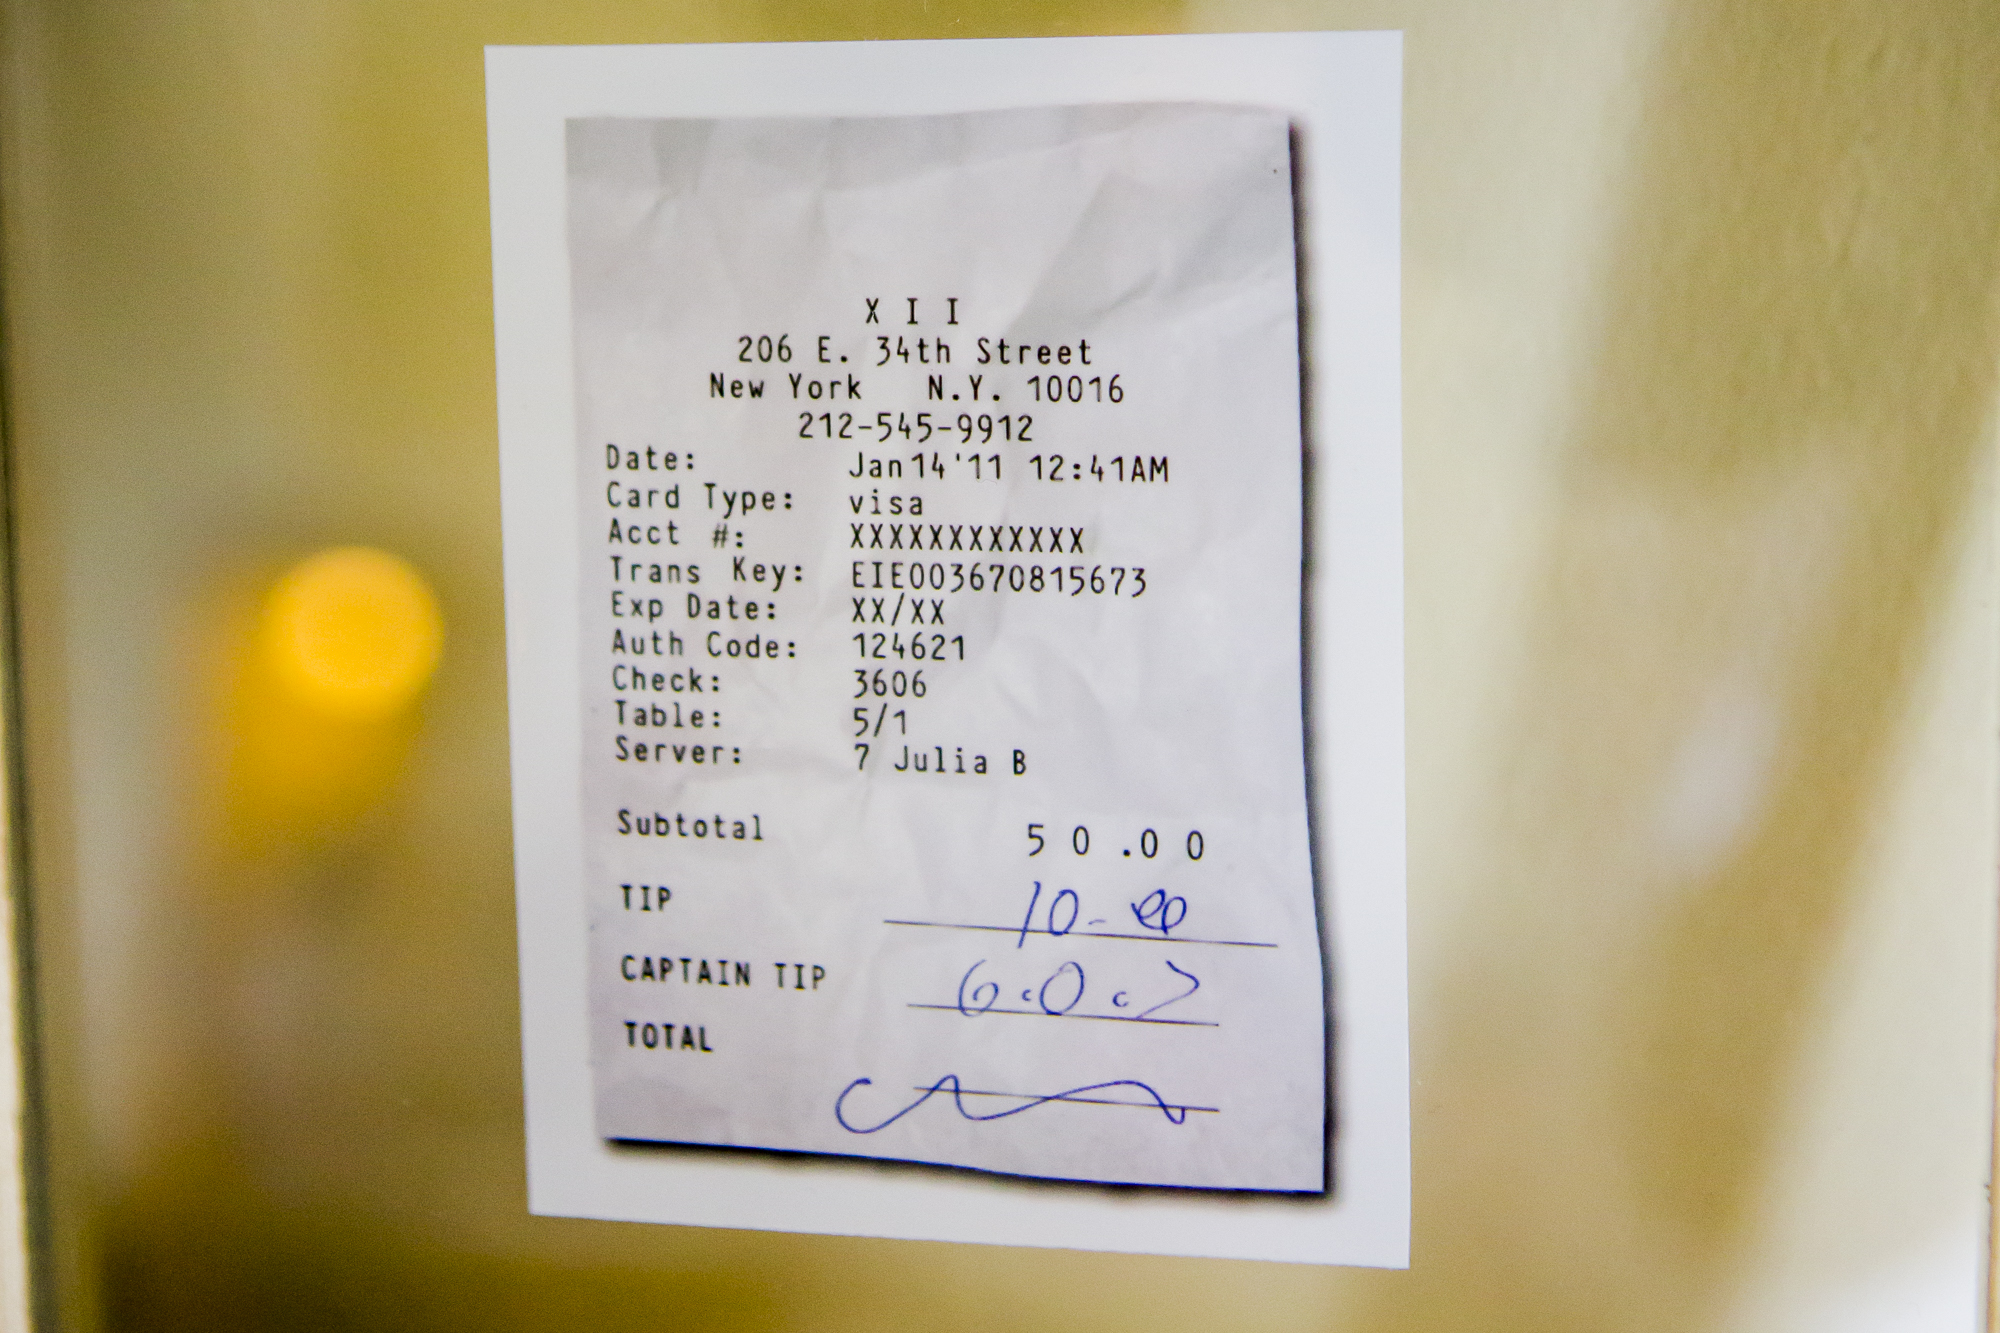 X I I
206 E. 34th Street
New York N.Y. 10016
212-545-9912
Date: Jan14'11 12:41AM
Card Type: visa
Acct #: XXXXXXXXXXXX
Trans Key: EIE003670815673
Exp Date: XX/XX
Auth Code: 124621
Check: 3606
Table: 5/1
Server: 7 Julia B
Subtotal 50.00
TIP 10-00
CAPTAIN TIP
TOTAL